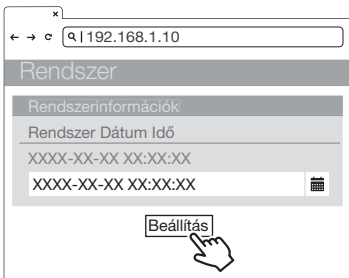 192.168.1.10
Rendszer
Rendszerinformációk
Rendszer Dátum Idő
XXXX-XX-XX XX:XX:XX
XXXX-XX-XX XX:XX:XX
Beállítás